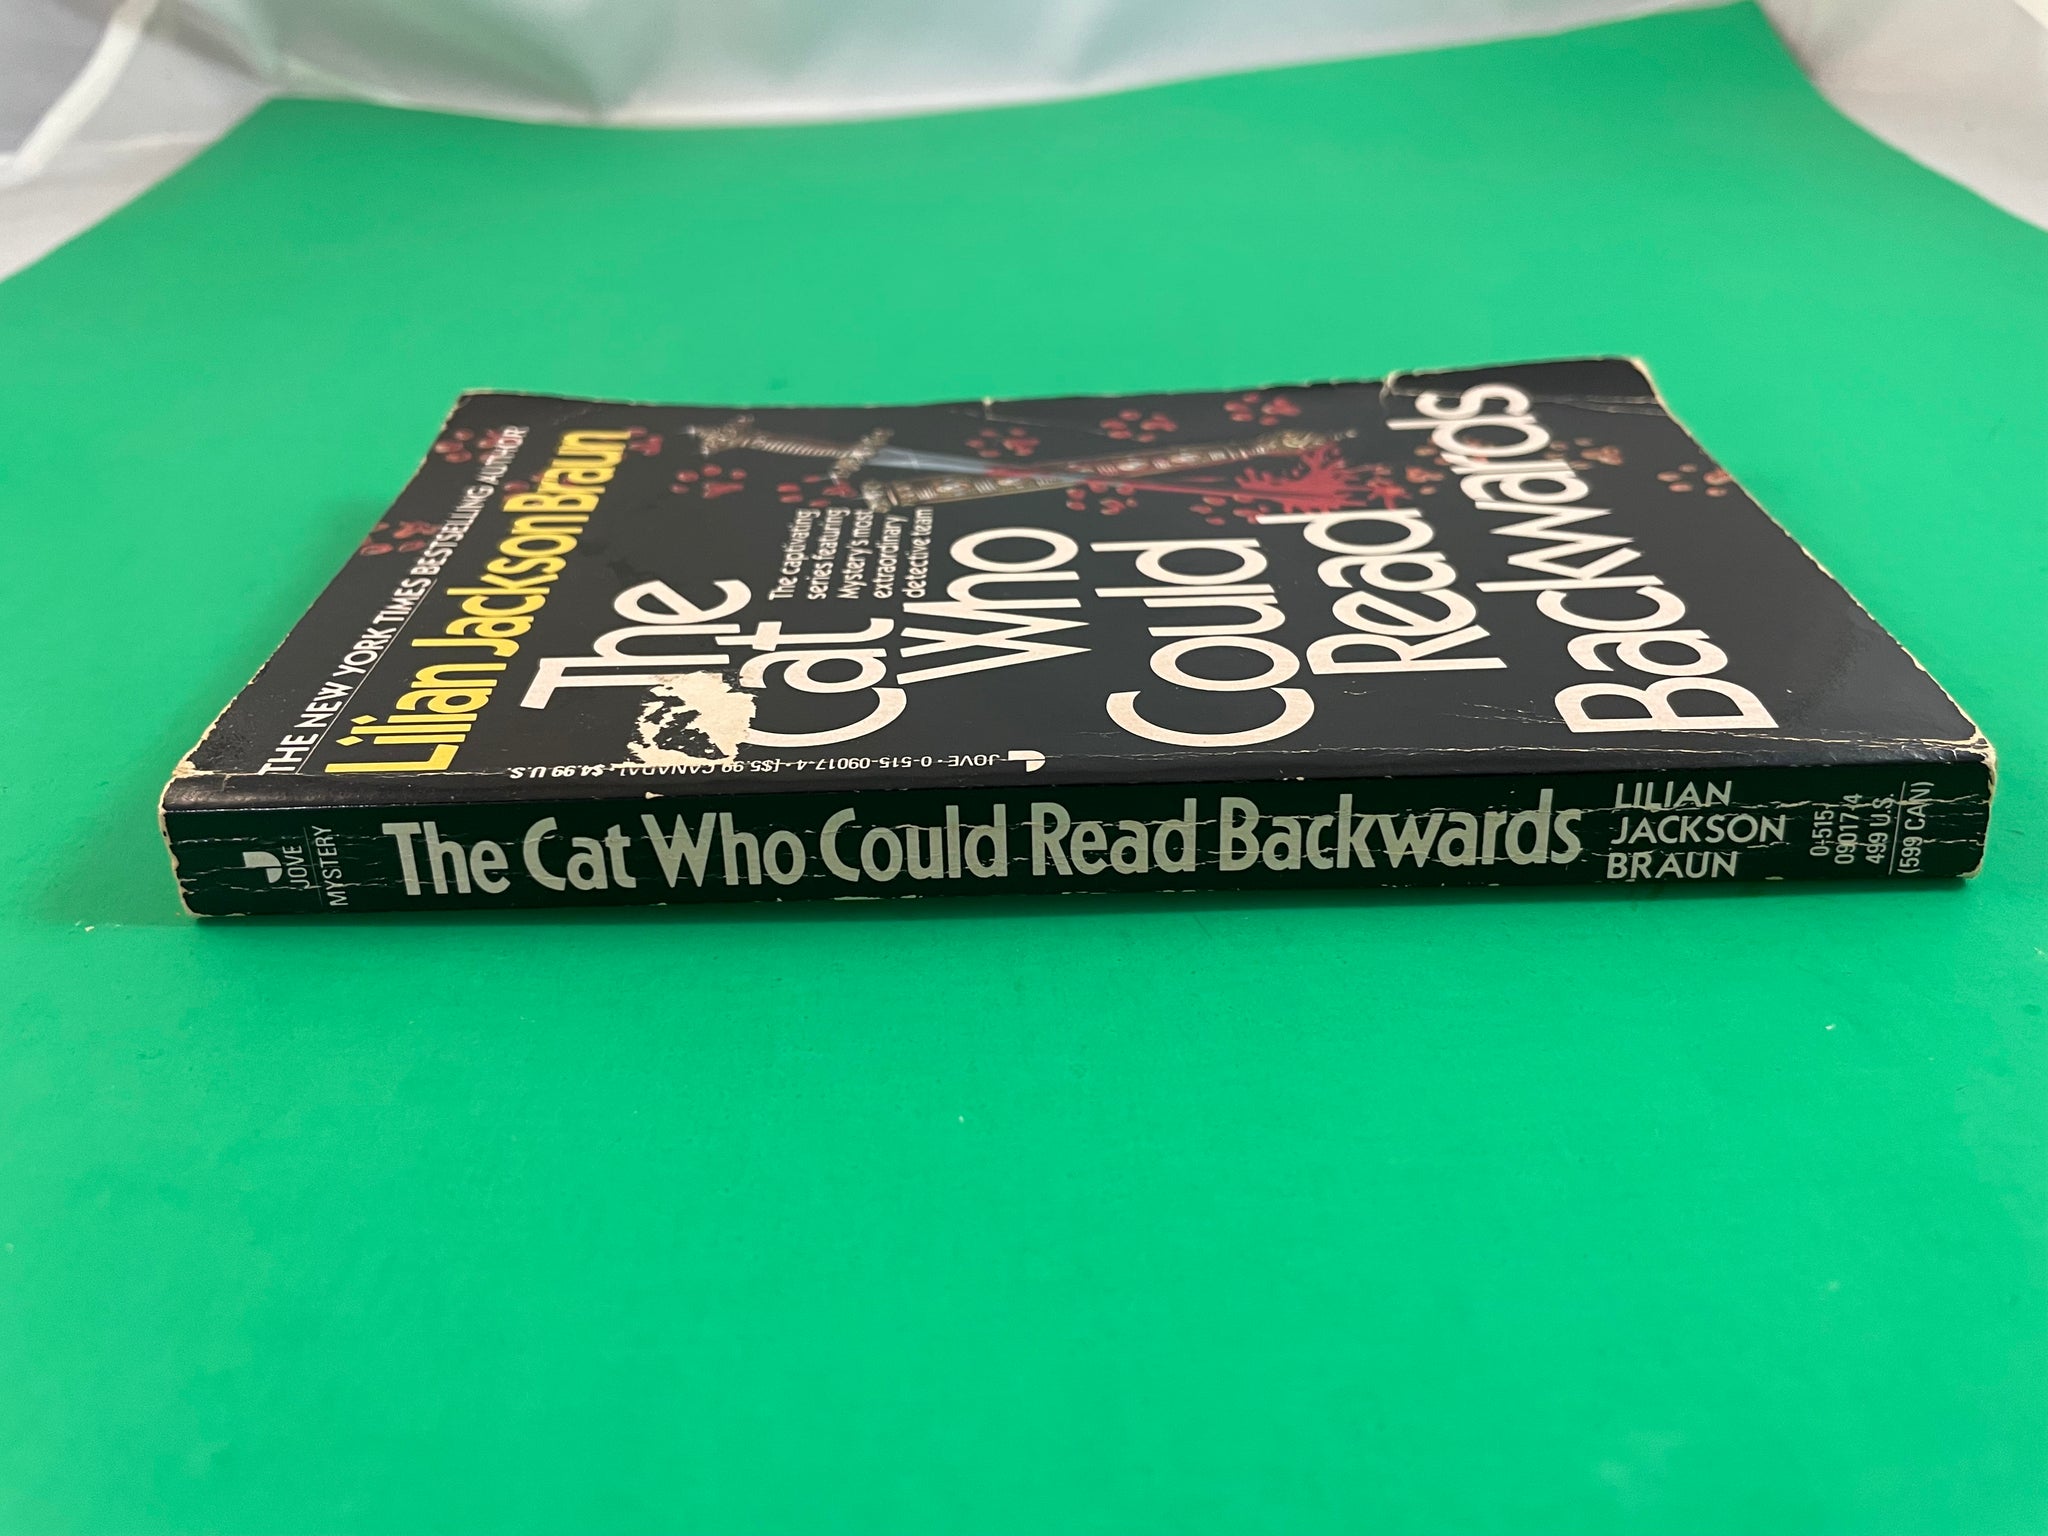 THE NEW YORK TIMES BESTSELLING AUTHOR
Lilian Jackson Braun
The
Cat
Who
Could
Read
Backwards
The captivating
series featuring
Mystery's most
extraordinary
detective team
JOVE • 0-515-09017-4 • [$5.99 CANADA] • $4.99 U.S.
JOVE
MYSTERY
The Cat Who Could Read Backwards
LILIAN
JACKSON
BRAUN
0-515-
09017-4
499 U.S.
(599 CAN)